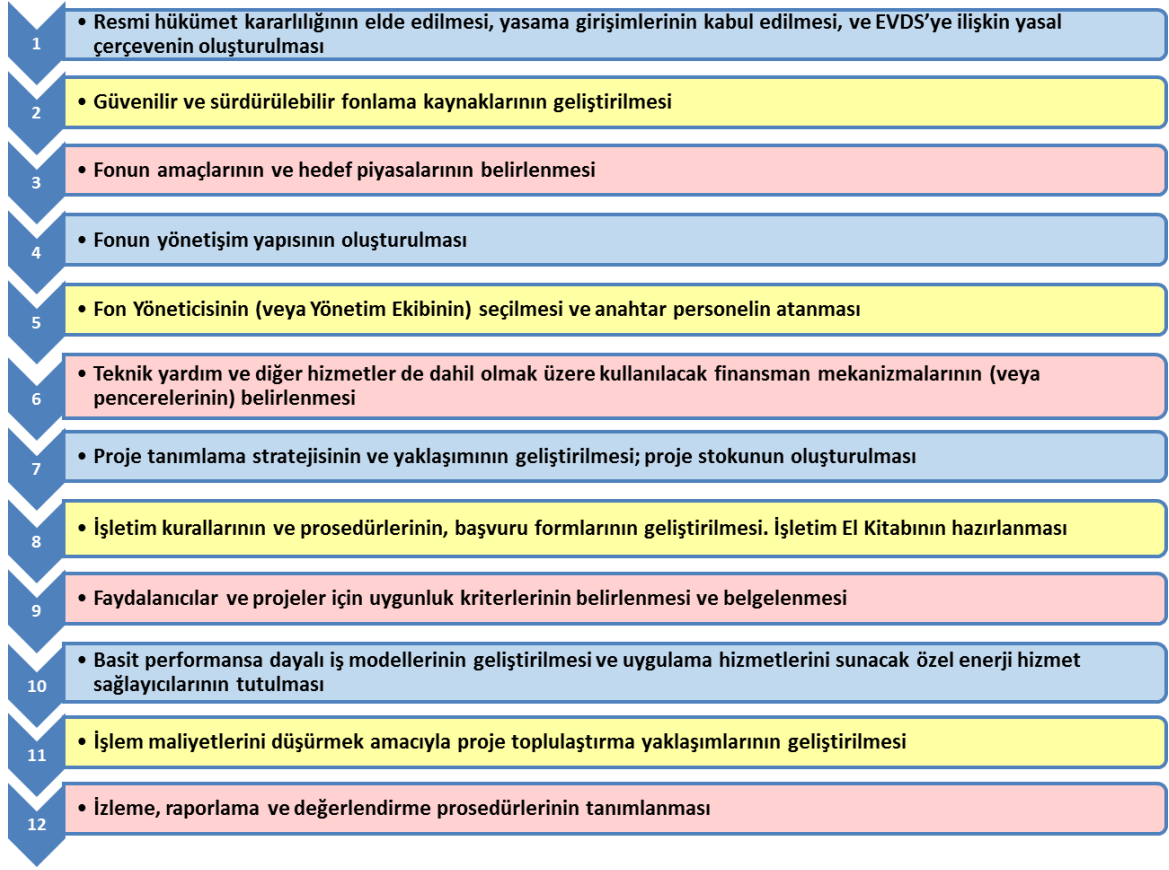 1
• Resmi hükümet kararlılığının elde edilmesi, yasama girişimlerinin kabul edilmesi, ve EVDS’ye ilişkin yasal
çerçevenin oluşturulması
2
• Güvenilir ve sürdürülebilir fonlama kaynaklarının geliştirilmesi
3
• Fonun amaçlarının ve hedef piyasalarının belirlenmesi
4
• Fonun yönetişim yapısının oluşturulması
5
• Fon Yöneticisinin (veya Yönetim Ekibinin) seçilmesi ve anahtar personelin atanması
6
• Teknik yardım ve diğer hizmetler de dahil olmak üzere kullanılacak finansman mekanizmalarının (veya
pencerelerinin) belirlenmesi
7
• Proje tanımlama stratejisinin ve yaklaşımının geliştirilmesi; proje stokunun oluşturulması
8
• İşletim kurallarının ve prosedürlerinin, başvuru formlarının geliştirilmesi. İşletim El Kitabının hazırlanması
9
• Faydalanıcılar ve projeler için uygunluk kriterlerinin belirlenmesi ve belgelenmesi
10
• Basit performansa dayalı iş modellerinin geliştirilmesi ve uygulama hizmetlerini sunacak özel enerji hizmet
sağlayıcılarının tutulması
11
• İşlem maliyetlerini düşürmek amacıyla proje toplulaştırma yaklaşımlarının geliştirilmesi
12
• İzleme, raporlama ve değerlendirme prosedürlerinin tanımlanması